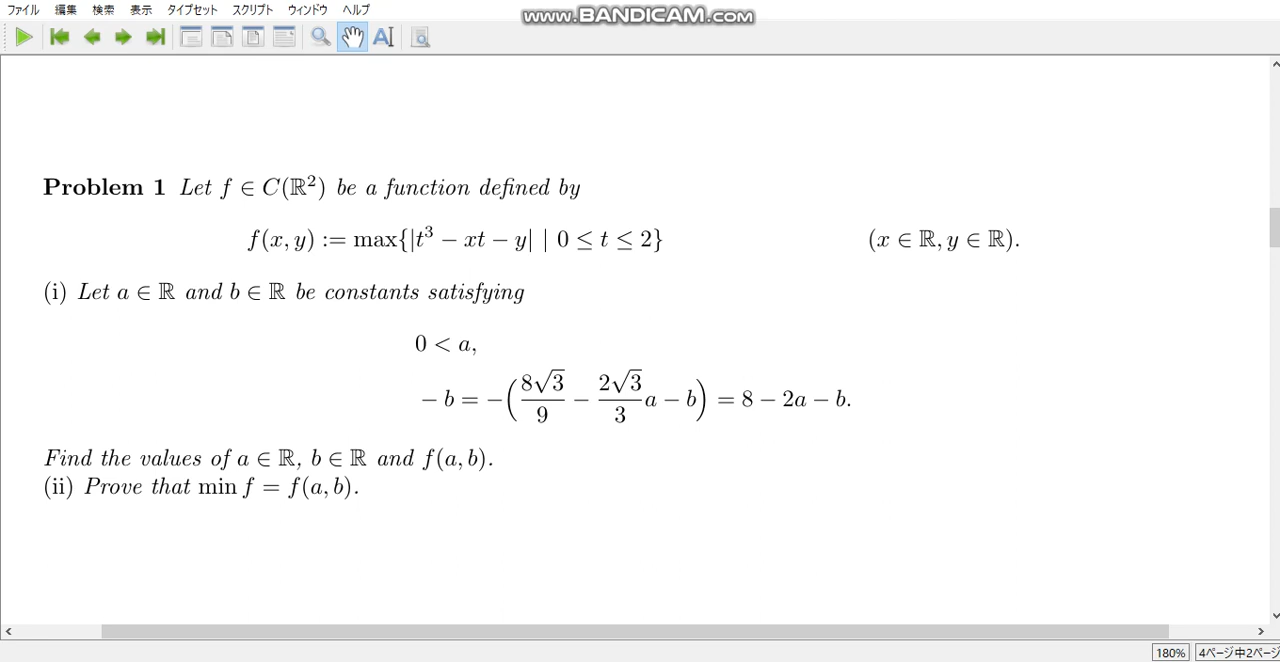 ファイル 編集 検索 表示 タイプセット スクリプト ウィンドウ ヘルプ
www.BANDICAM.com
Problem 1 Let f ∈ C(ℝ²) be a function defined by
f(x, y) := max{|t³ − xt − y| | 0 ≤ t ≤ 2} (x ∈ ℝ, y ∈ ℝ).
(i) Let a ∈ ℝ and b ∈ ℝ be constants satisfying
0 < a,
− b = −(8√3/9 − 2√3/3 a − b) = 8 − 2a − b.
Find the values of a ∈ ℝ, b ∈ ℝ and f(a, b).
(ii) Prove that min f = f(a, b).
180% 4ページ中2ページ